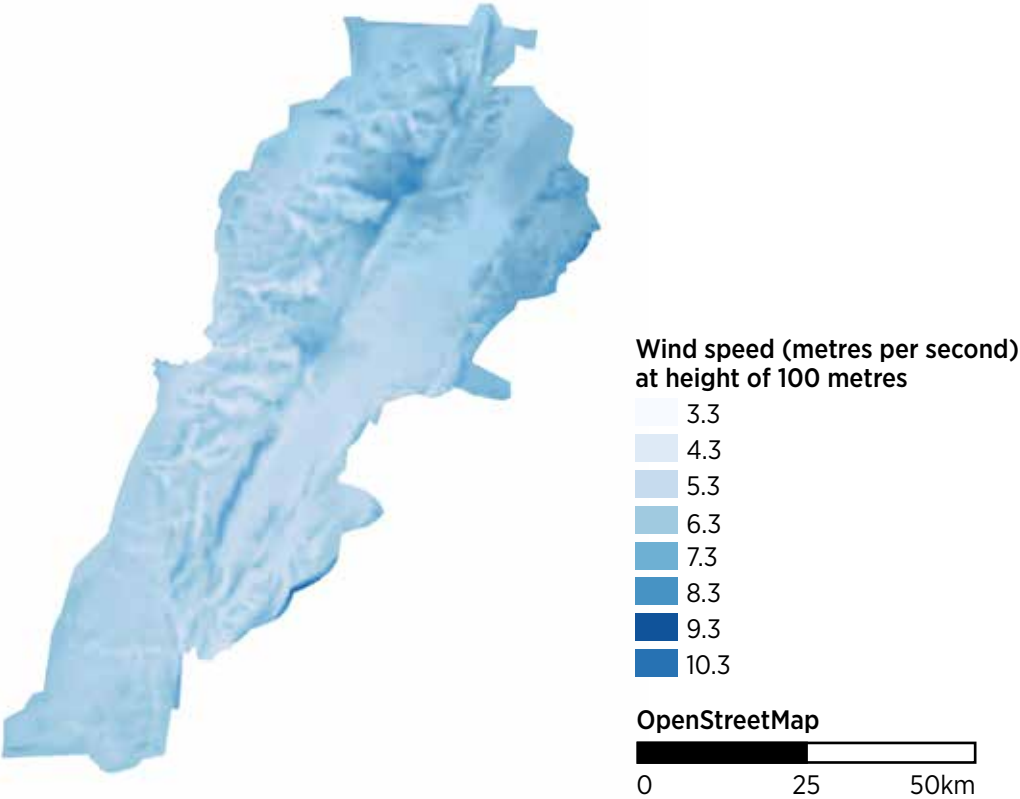 Wind speed (metres per second)
at height of 100 metres
3.3
4.3
5.3
6.3
7.3
8.3
9.3
10.3
OpenStreetMap
0 25 50km